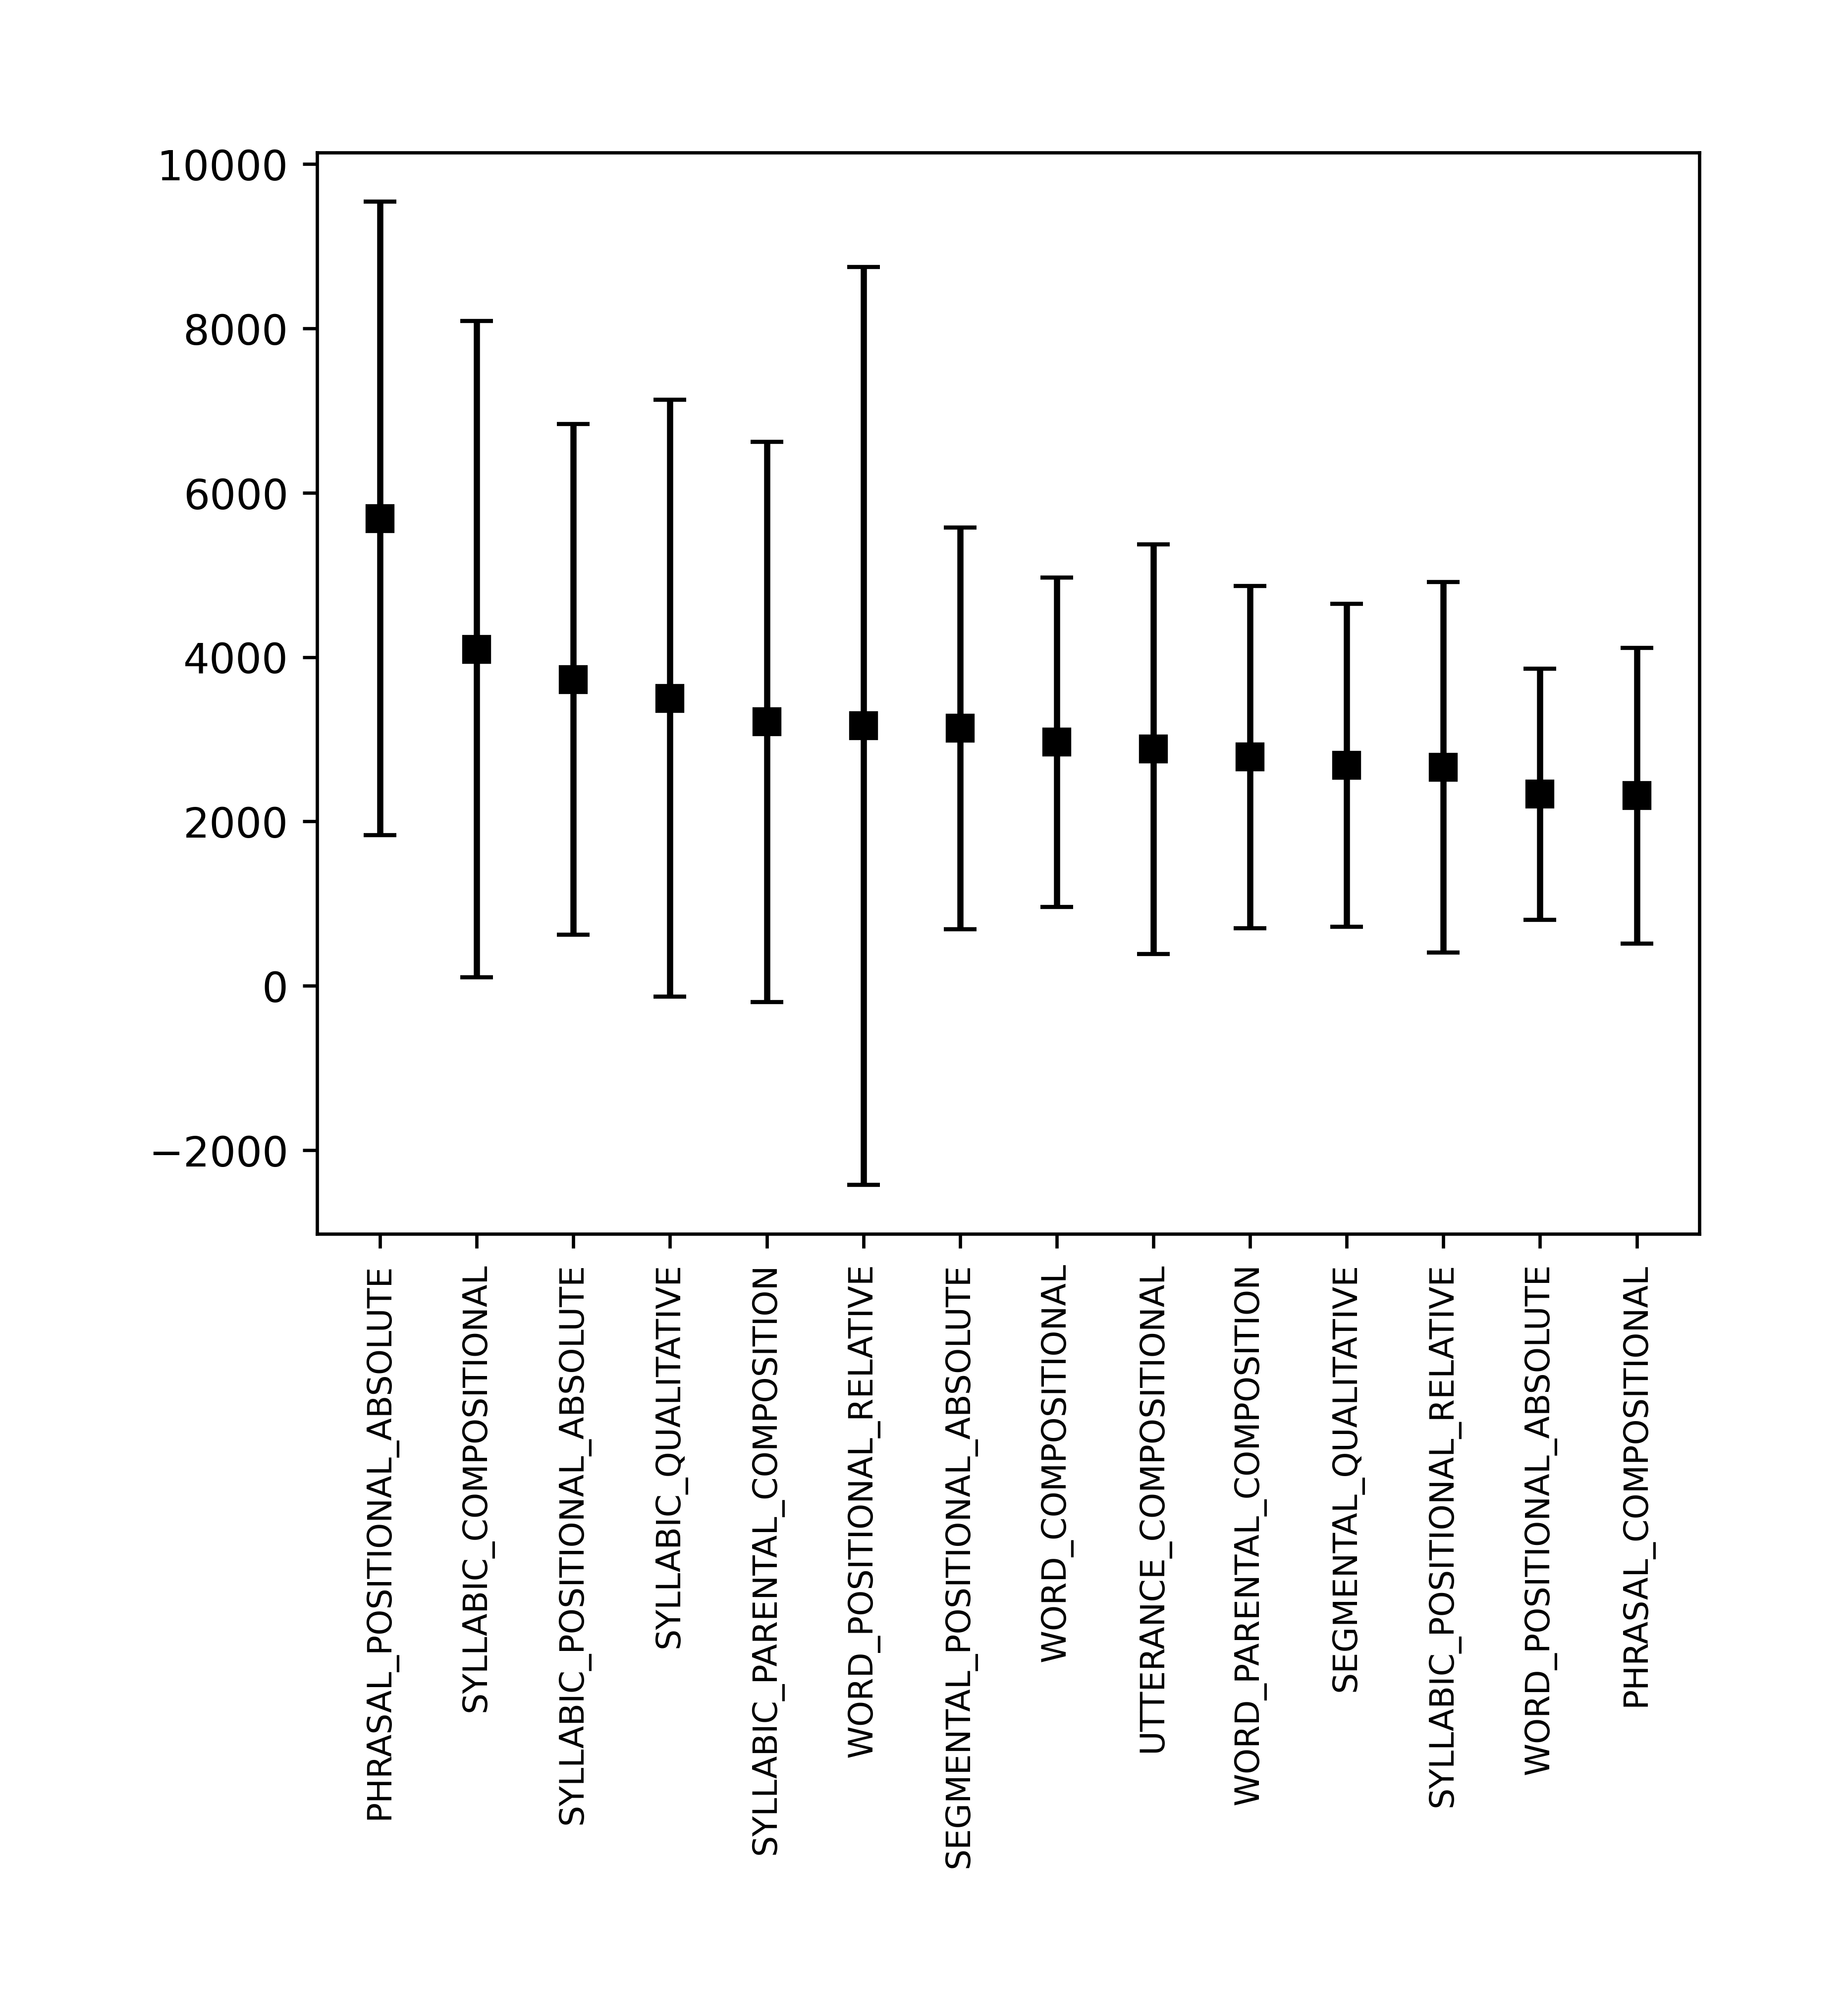 10000
8000
6000
4000
2000
0
−2000
PHRASAL_POSITIONAL_ABSOLUTE
SYLLABIC_COMPOSITIONAL
SYLLABIC_POSITIONAL_ABSOLUTE
SYLLABIC_QUALITATIVE
SYLLABIC_PARENTAL_COMPOSITION
WORD_POSITIONAL_RELATIVE
SEGMENTAL_POSITIONAL_ABSOLUTE
WORD_COMPOSITIONAL
UTTERANCE_COMPOSITIONAL
WORD_PARENTAL_COMPOSITION
SEGMENTAL_QUALITATIVE
SYLLABIC_POSITIONAL_RELATIVE
WORD_POSITIONAL_ABSOLUTE
PHRASAL_COMPOSITIONAL